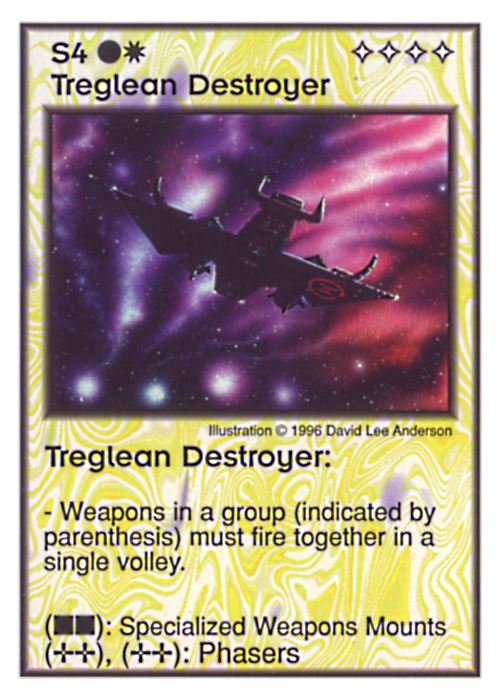 S4 ●✷ ✧✧✧✧
Treglean Destroyer
Illustration © 1996 David Lee Anderson
Treglean Destroyer:
- Weapons in a group (indicated by
parenthesis) must fire together in a
single volley.
(■■): Specialized Weapons Mounts
(✛✛), (✛✛): Phasers